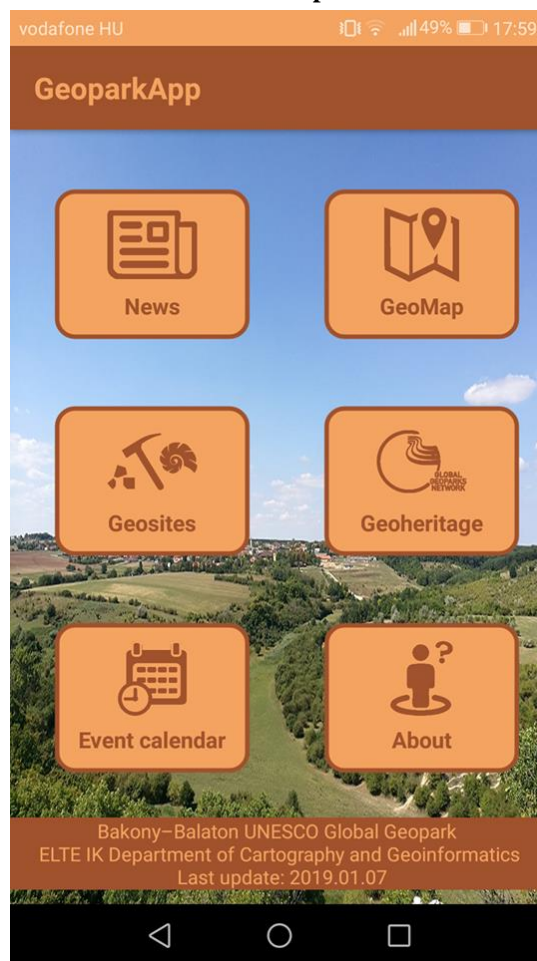 vodafone HU 49% 17:59
GeoparkApp
News
GeoMap
GLOBAL
GEOPARKS
NETWORK
Geosites
Geoheritage
?
Event calendar
About
Bakony–Balaton UNESCO Global Geopark
ELTE IK Department of Cartography and Geoinformatics
Last update: 2019.01.07